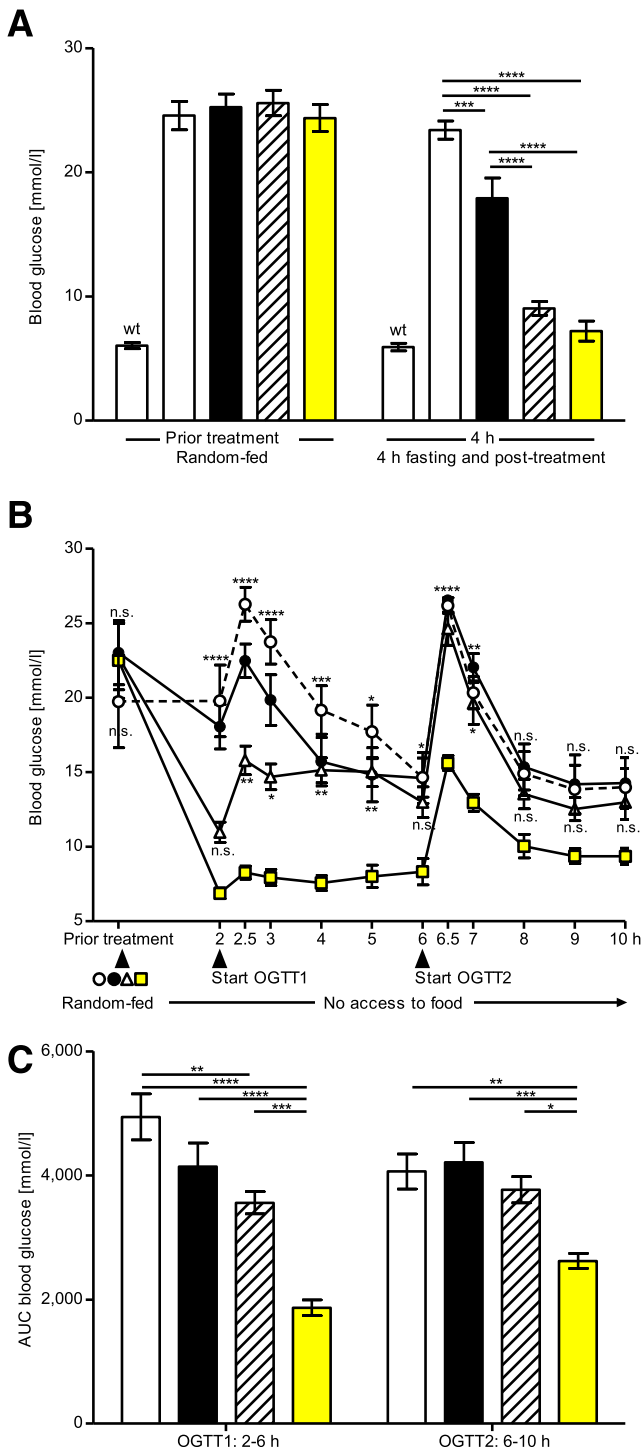 A
Blood glucose [mmol/l]
30
20
10
0
wt
wt
****
****
***
****
****
Prior treatment
4 h
Random-fed
4 h fasting and post-treatment
B
Blood glucose [mmol/l]
30
25
20
15
10
5
n.s.
n.s.
****
n.s.
****
**
****
*
***
**
*
**
*
n.s.
****
**
*
n.s.
n.s.
n.s.
n.s.
n.s.
n.s.
Prior treatment 2 2.5 3 4 5 6 6.5 7 8 9 10 h
Start OGTT1
Start OGTT2
Random-fed
No access to food
C
AUC blood glucose [mmol/l]
6,000
4,000
2,000
0
**
****
****
***
**
***
*
OGTT1: 2-6 h
OGTT2: 6-10 h